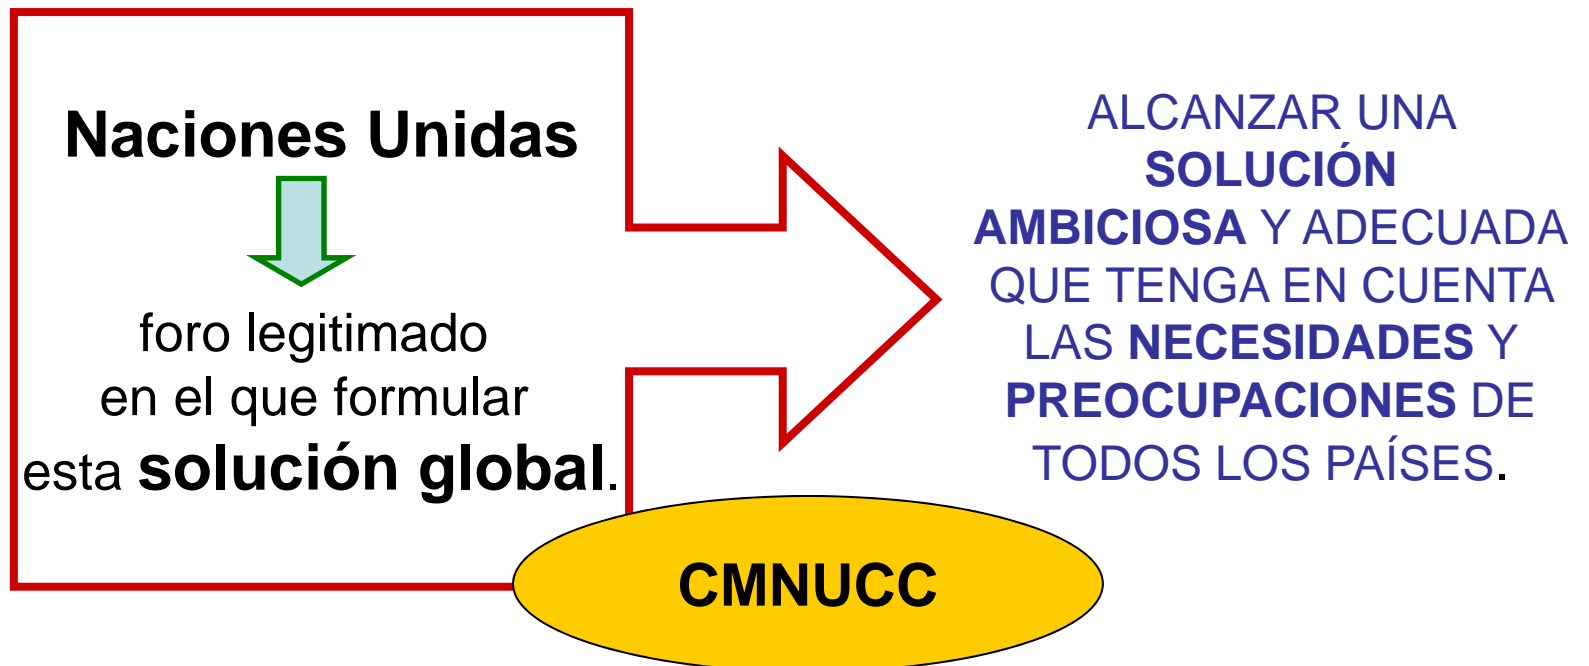 Naciones Unidas
foro legitimado
en el que formular
esta solución global.
ALCANZAR UNA
SOLUCIÓN
AMBICIOSA Y ADECUADA
QUE TENGA EN CUENTA
LAS NECESIDADES Y
PREOCUPACIONES DE
TODOS LOS PAÍSES.
CMNUCC